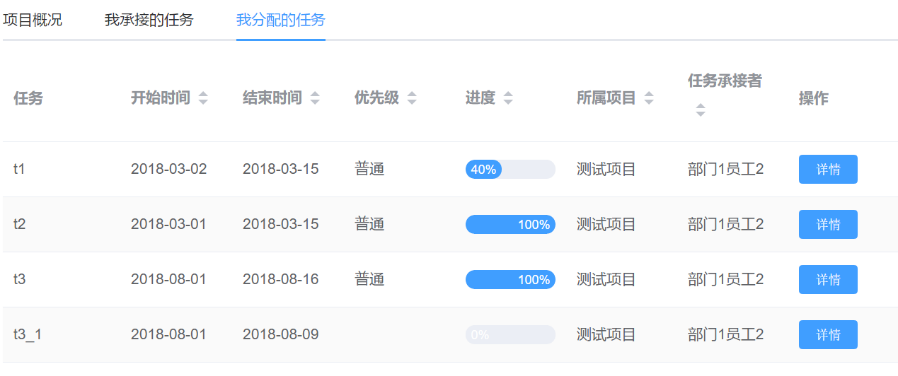 项目概况 我承接的任务 我分配的任务
任务 开始时间 结束时间 优先级 进度 所属项目 任务承接者 操作
t1 2018-03-02 2018-03-15 普通 40% 测试项目 部门1员工2 详情
t2 2018-03-01 2018-03-15 普通 100% 测试项目 部门1员工2 详情
t3 2018-08-01 2018-08-16 普通 100% 测试项目 部门1员工2 详情
t3_1 2018-08-01 2018-08-09 0% 测试项目 部门1员工2 详情